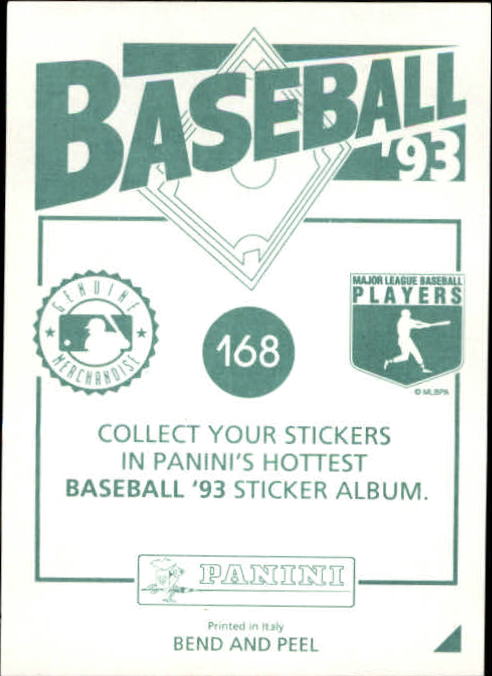 BASEBALL
'93
GENUINE
MERCHANDISE
168
MAJOR LEAGUE BASEBALL
PLAYERS
© MLBPA
COLLECT YOUR STICKERS
IN PANINI'S HOTTEST
BASEBALL '93 STICKER ALBUM.
PANINI
Printed in Italy
BEND AND PEEL